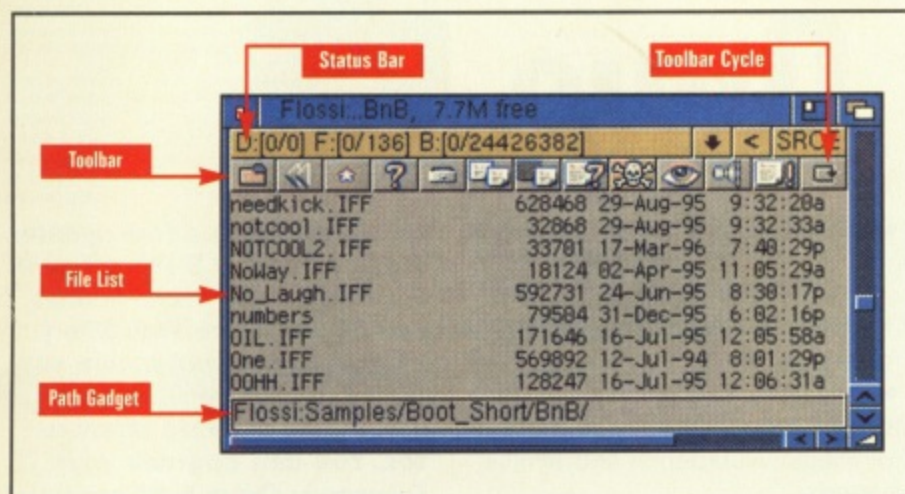 Status Bar
Toolbar Cycle
Flossi:..BnB, 7.7M free
D:[0/0] F:[0/136] B:[0/24426382] < SRCE
Toolbar
needkick.IFF 628468 29-Aug-95 9:32:20a
notcool.IFF 32868 29-Aug-95 9:32:33a
NOTCOOL2.IFF 33701 17-Mar-96 7:40:29p
NoWay.IFF 18124 02-Apr-95 11:05:29a
File List
No_Laugh.IFF 592731 24-Jun-95 8:30:17p
numbers 79504 31-Dec-95 6:02:16p
OIL.IFF 171646 16-Jul-95 12:05:58a
One.IFF 569892 12-Jul-94 8:01:29p
OOHH.IFF 128247 16-Jul-95 12:06:31a
Path Gadget
Flossi:Samples/Boot_Short/BnB/